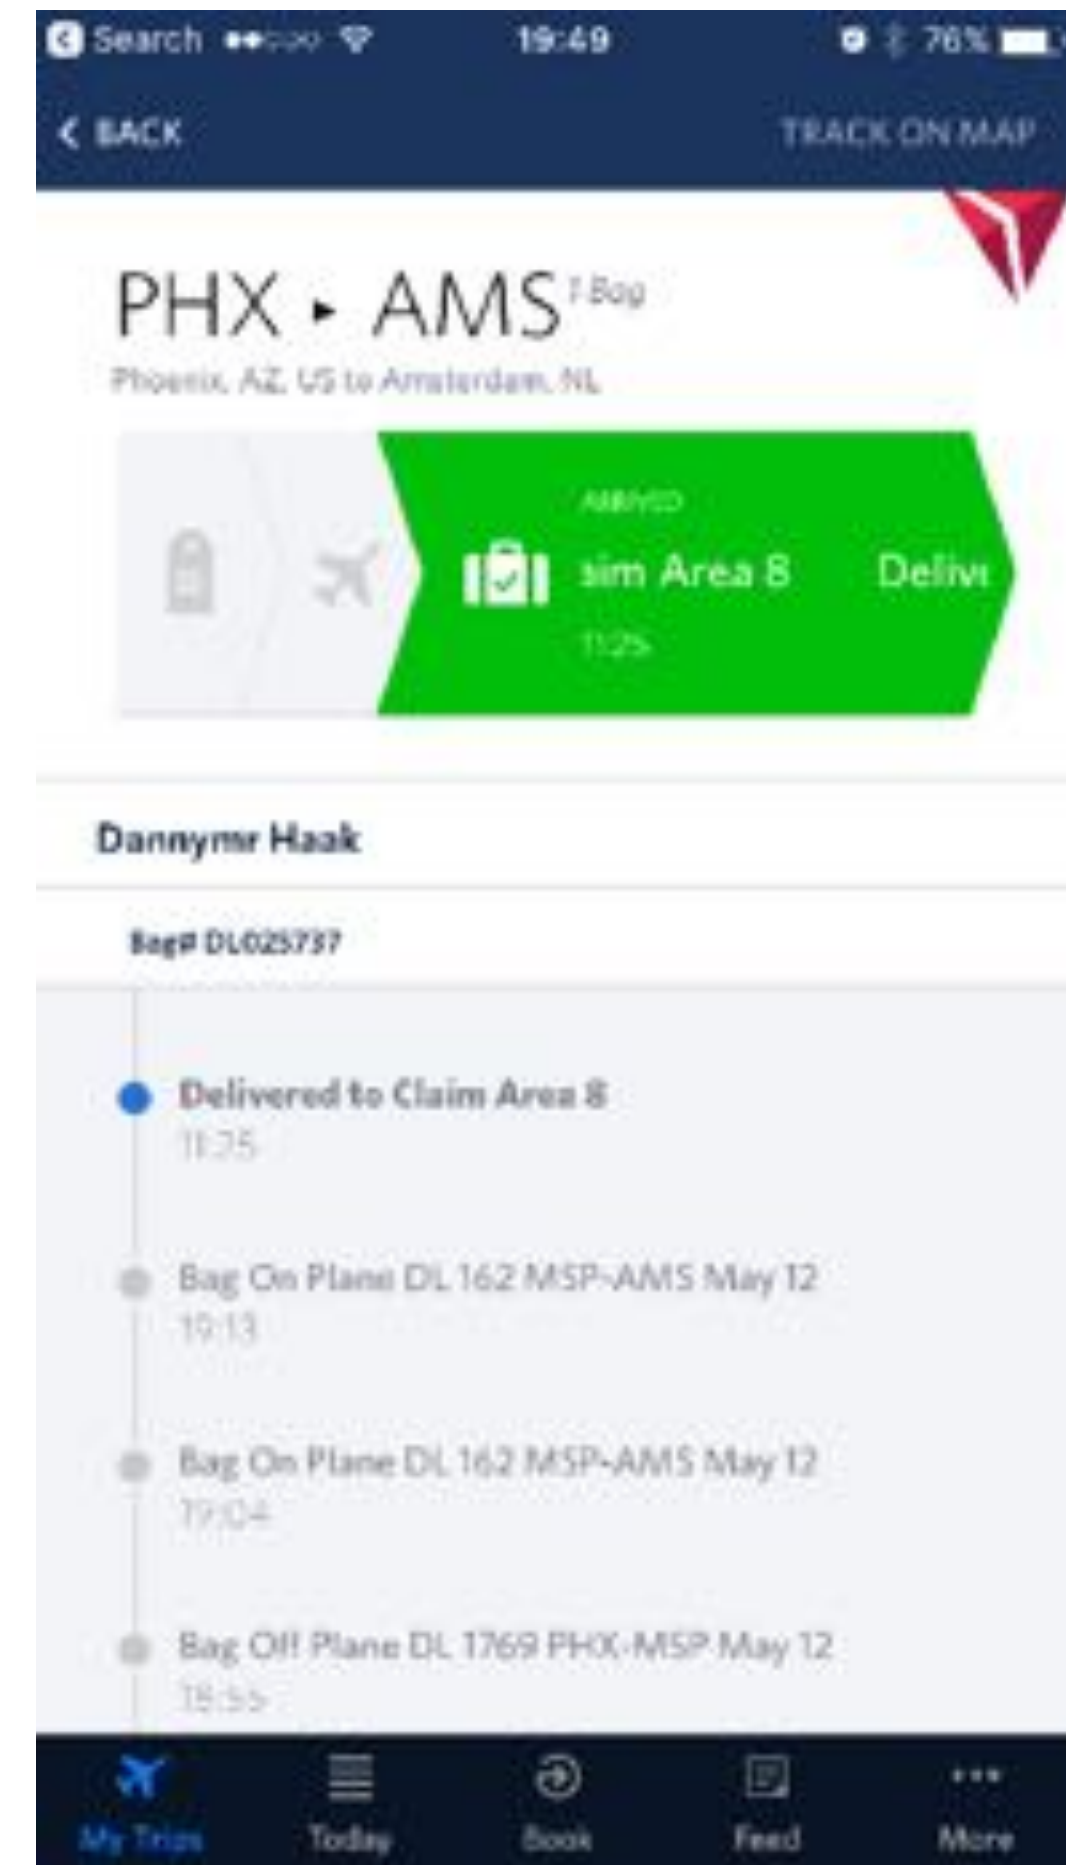 Search 19:49 76%
BACK TRACK ON MAP
PHX ▸ AMS 1 Bag
Phoenix, AZ, US to Amsterdam, NL
ARRIVED
aim Area 8 Delive
11:25
Dannymr Haak
Bag# DL025737
Delivered to Claim Area 8
11:25
Bag On Plane DL 162 MSP-AMS May 12
19:13
Bag On Plane DL 162 MSP-AMS May 12
19:04
Bag Off Plane DL 1769 PHX-MSP May 12
18:55
My Trips Today Book Feed More